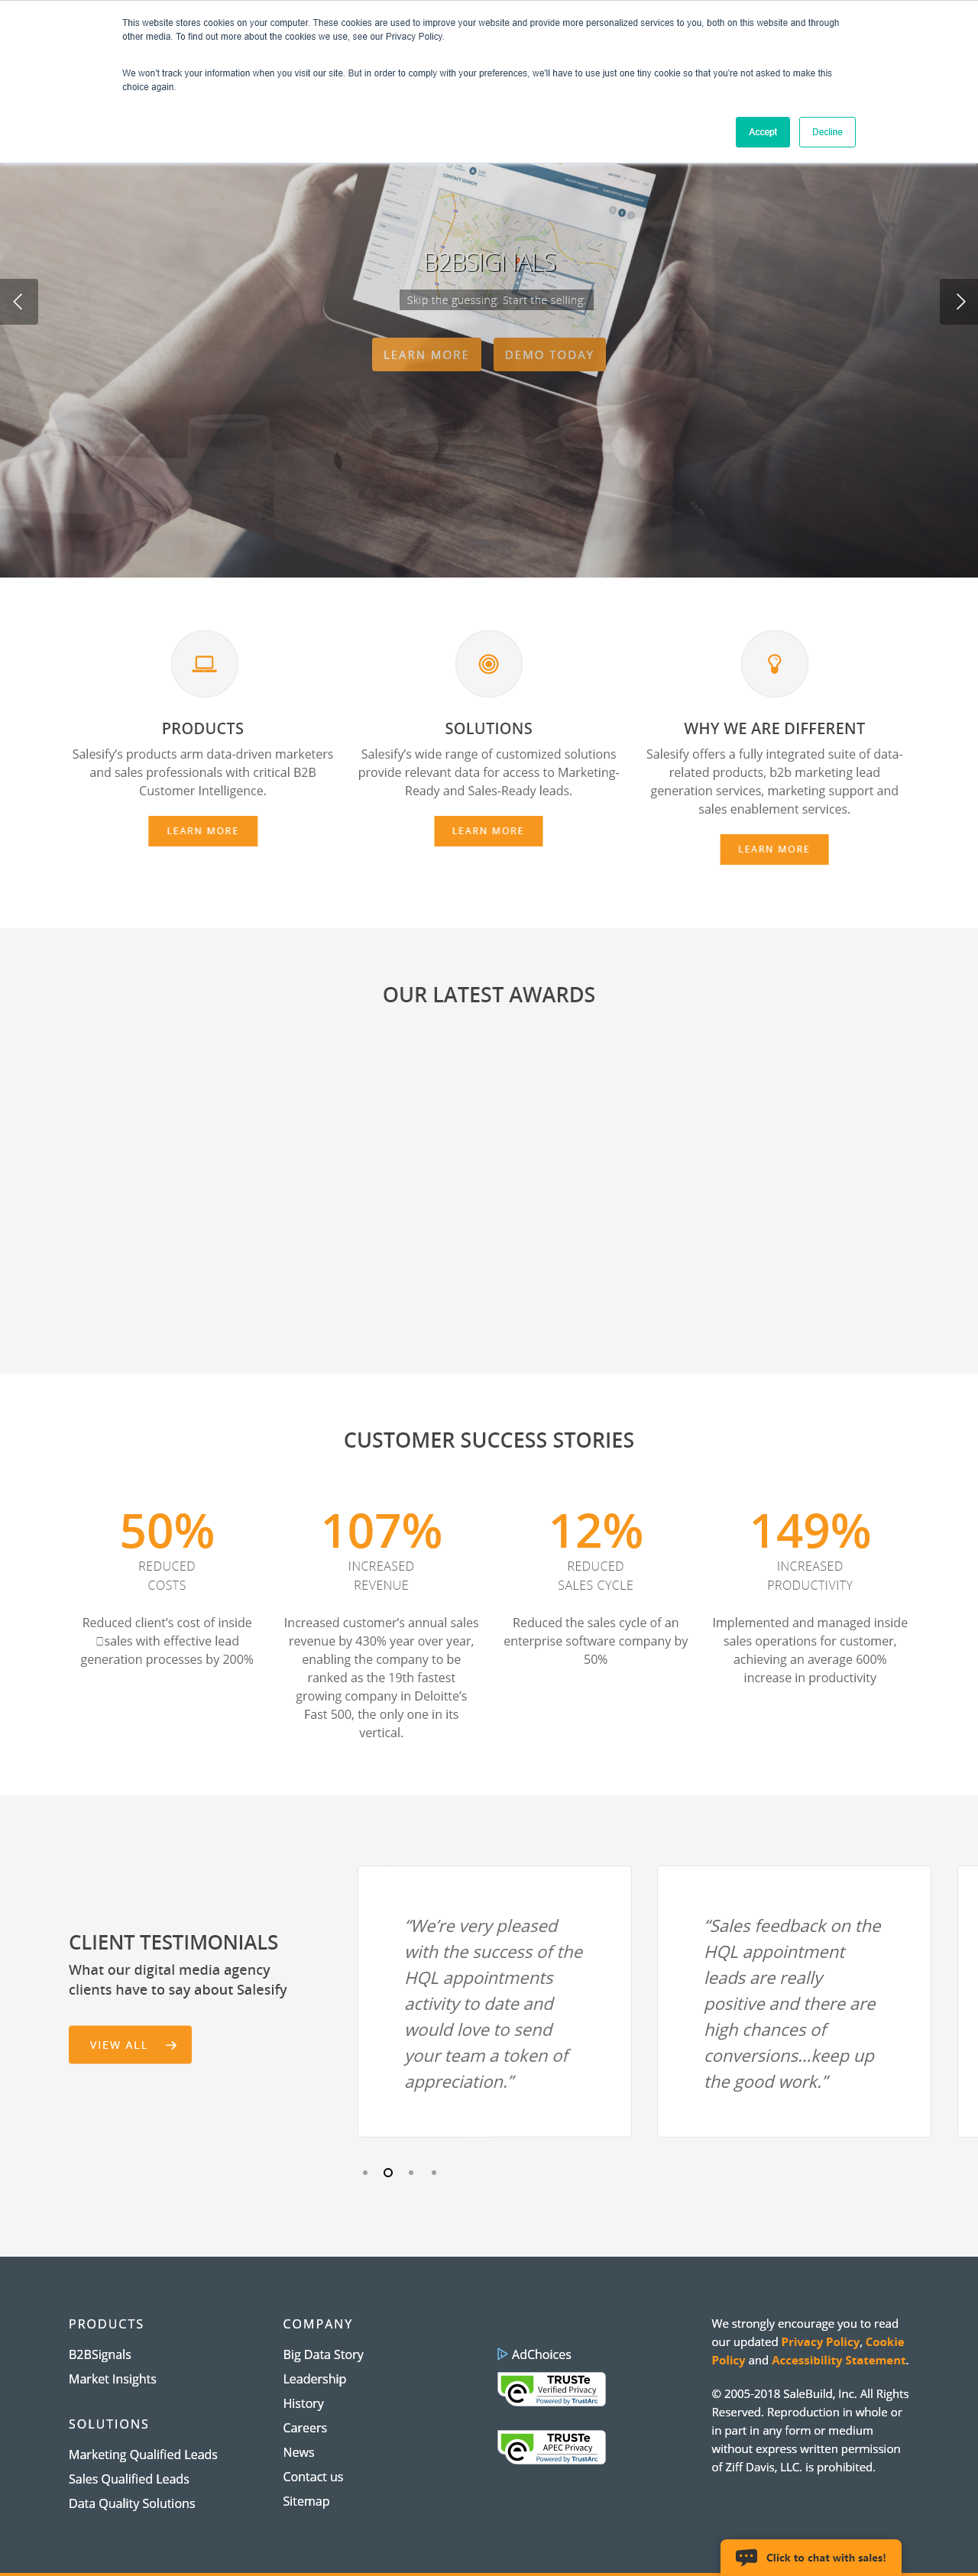 This website stores cookies on your computer. These cookies are used to improve your website and provide more personalized services to you, both on this website and through
other media. To find out more about the cookies we use, see our Privacy Policy.
We won't track your information when you visit our site. But in order to comply with your preferences, we'll have to use just one tiny cookie so that you're not asked to make this
choice again.
Accept
Decline
CONTACT SEARCH
B2BSIGNALS
Skip the guessing. Start the selling.
LEARN MORE
DEMO TODAY
PRODUCTS
Salesify’s products arm data-driven marketers
and sales professionals with critical B2B
Customer Intelligence.
LEARN MORE
SOLUTIONS
Salesify’s wide range of customized solutions
provide relevant data for access to Marketing-
Ready and Sales-Ready leads.
LEARN MORE
WHY WE ARE DIFFERENT
Salesify offers a fully integrated suite of data-
related products, b2b marketing lead
generation services, marketing support and
sales enablement services.
LEARN MORE
OUR LATEST AWARDS
CUSTOMER SUCCESS STORIES
50%
REDUCED
COSTS
Reduced client’s cost of inside
sales with effective lead
generation processes by 200%
107%
INCREASED
REVENUE
Increased customer’s annual sales
revenue by 430% year over year,
enabling the company to be
ranked as the 19th fastest
growing company in Deloitte’s
Fast 500, the only one in its
vertical.
12%
REDUCED
SALES CYCLE
Reduced the sales cycle of an
enterprise software company by
50%
149%
INCREASED
PRODUCTIVITY
Implemented and managed inside
sales operations for customer,
achieving an average 600%
increase in productivity
CLIENT TESTIMONIALS
What our digital media agency
clients have to say about Salesify
VIEW ALL
“We’re very pleased
with the success of the
HQL appointments
activity to date and
would love to send
your team a token of
appreciation.”
“Sales feedback on the
HQL appointment
leads are really
positive and there are
high chances of
conversions...keep up
the good work.”
PRODUCTS
B2BSignals
Market Insights
SOLUTIONS
Marketing Qualified Leads
Sales Qualified Leads
Data Quality Solutions
COMPANY
Big Data Story
Leadership
History
Careers
News
Contact us
Sitemap
AdChoices
TRUSTe
Verified Privacy
Powered by TrustArc
TRUSTe
APEC Privacy
Powered by TrustArc
We strongly encourage you to read
our updated Privacy Policy, Cookie
Policy and Accessibility Statement.
© 2005-2018 SaleBuild, Inc. All Rights
Reserved. Reproduction in whole or
in part in any form or medium
without express written permission
of Ziff Davis, LLC. is prohibited.
Click to chat with sales!